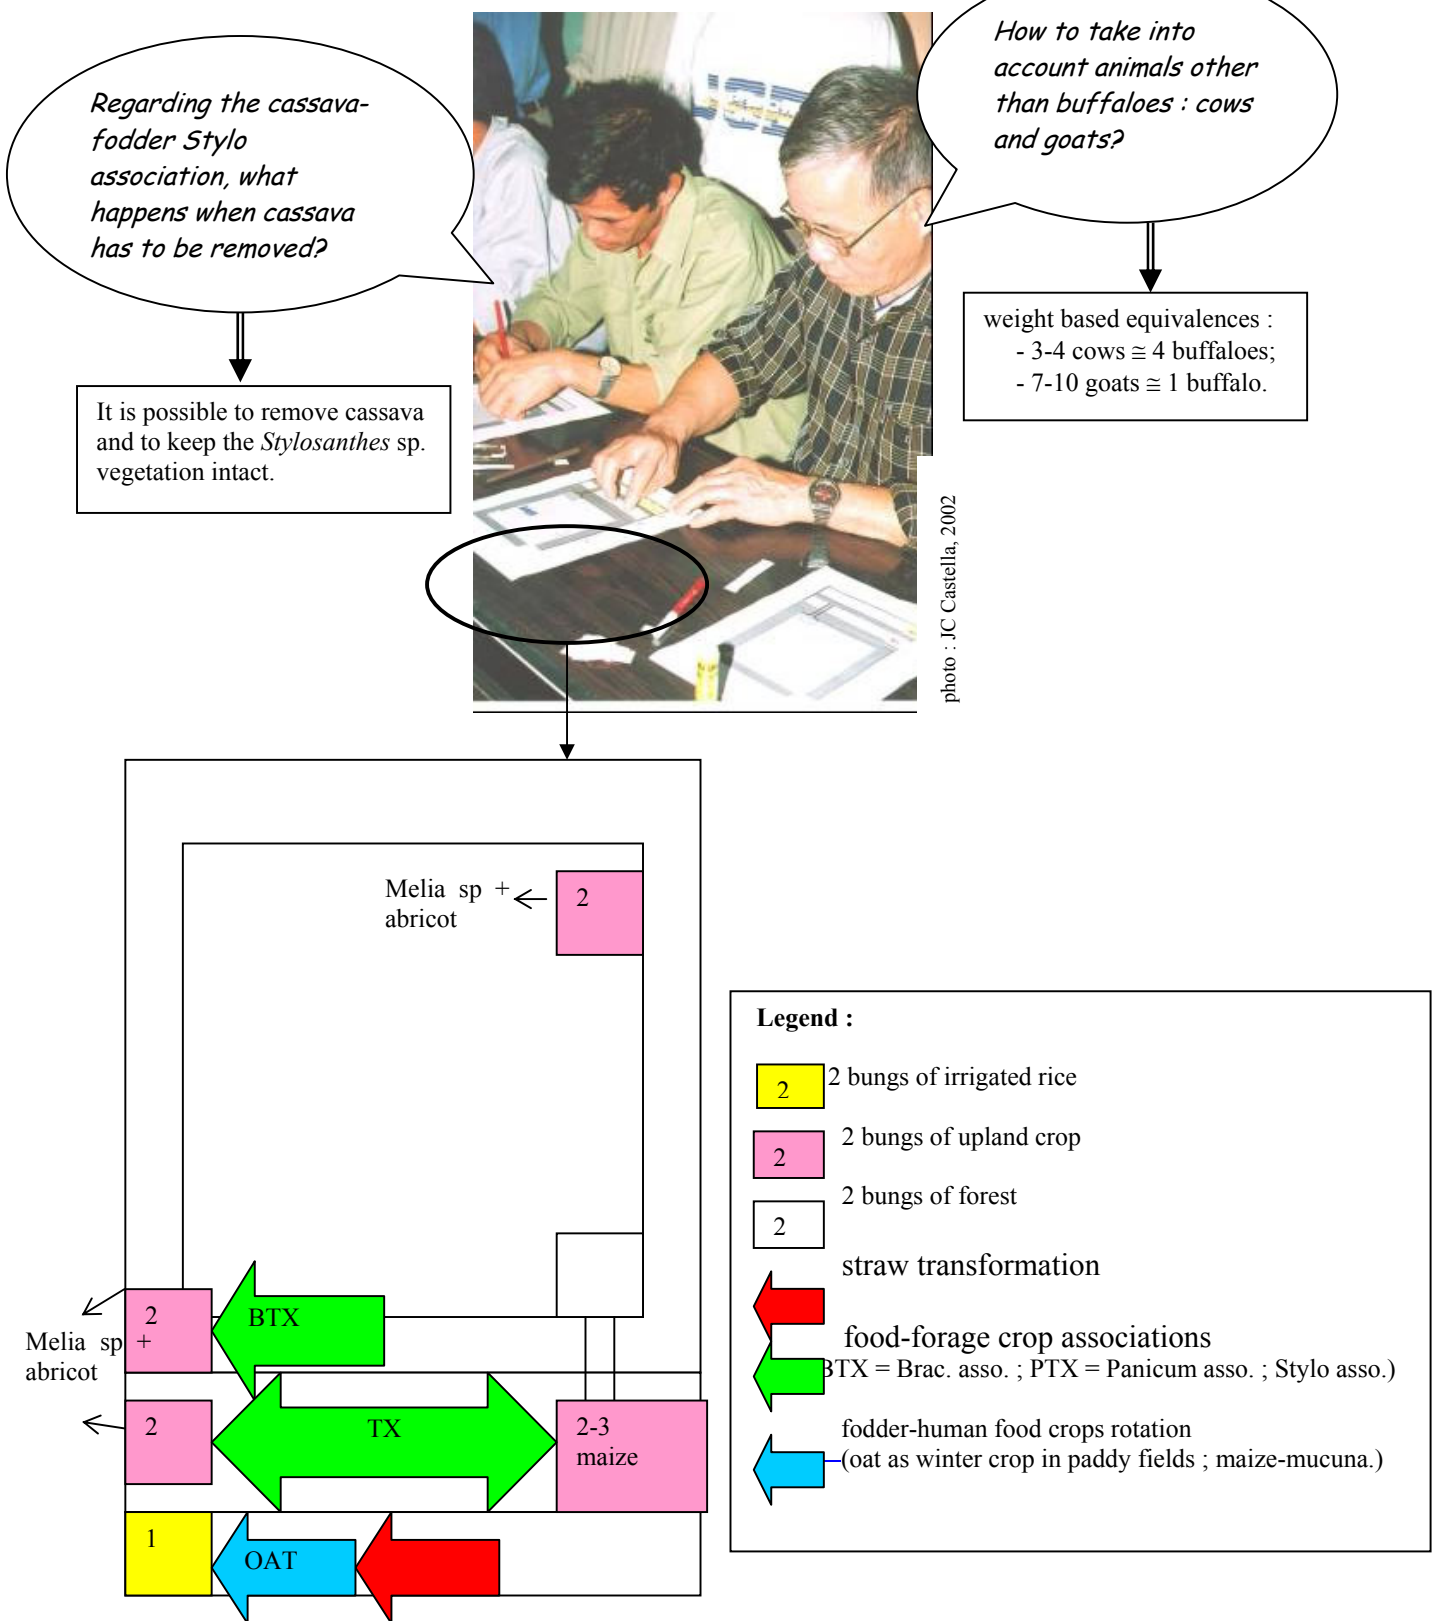 Regarding the cassava-
fodder Stylo
association, what
happens when cassava
has to be removed?
How to take into
account animals other
than buffaloes : cows
and goats?
It is possible to remove cassava
and to keep the Stylosanthes sp.
vegetation intact.
weight based equivalences :
- 3-4 cows ≅ 4 buffaloes;
- 7-10 goats ≅ 1 buffalo.
photo : JC Castella, 2002
Melia sp +
abricot
2
2
BTX
Melia sp +
abricot
2
TX
2-3
maize
1
OAT
Legend :
2
2 bungs of irrigated rice
2
2 bungs of upland crop
2
2 bungs of forest
straw transformation
food-forage crop associations
BTX = Brac. asso. ; PTX = Panicum asso. ; Stylo asso.)
fodder-human food crops rotation
(oat as winter crop in paddy fields ; maize-mucuna.)